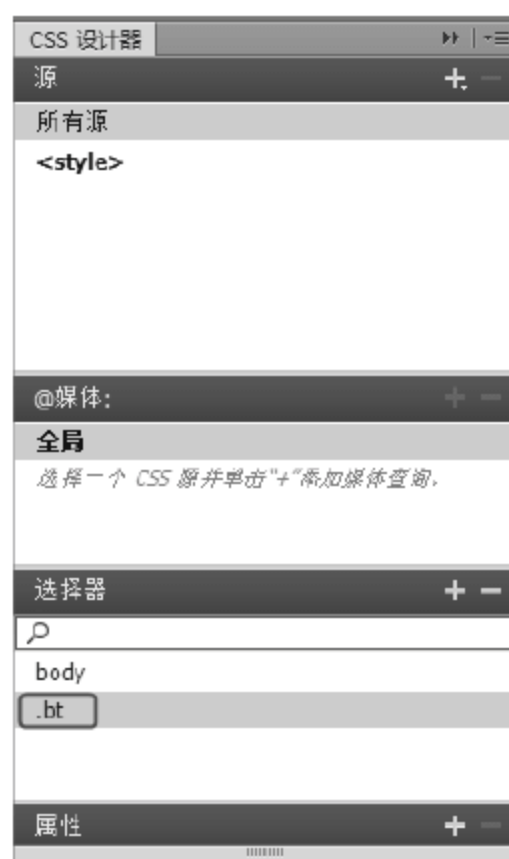 CSS 设计器
源
所有源
<style>
@媒体:
全局
选择一个 CSS 源并单击"+"添加媒体查询。
选择器
body
.bt
属性